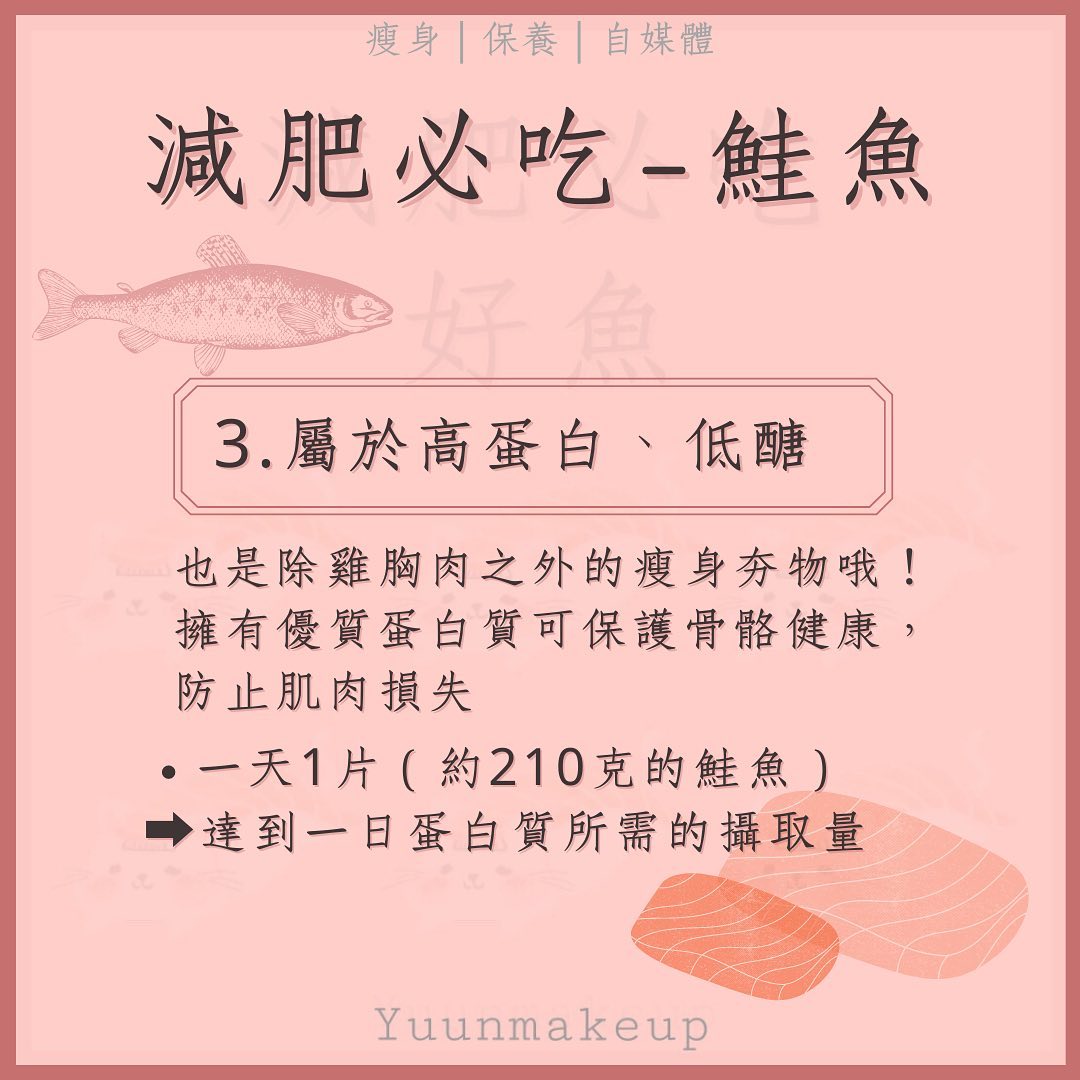 瘦身|保養|自媒體
減肥必吃-鮭魚
好魚
3.屬於高蛋白、低醣
也是除雞胸肉之外的瘦身夯物哦！
擁有優質蛋白質可保護骨骼健康，
防止肌肉損失
• 一天1片（約210克的鮭魚）
➡達到一日蛋白質所需的攝取量
Yuunmakeup